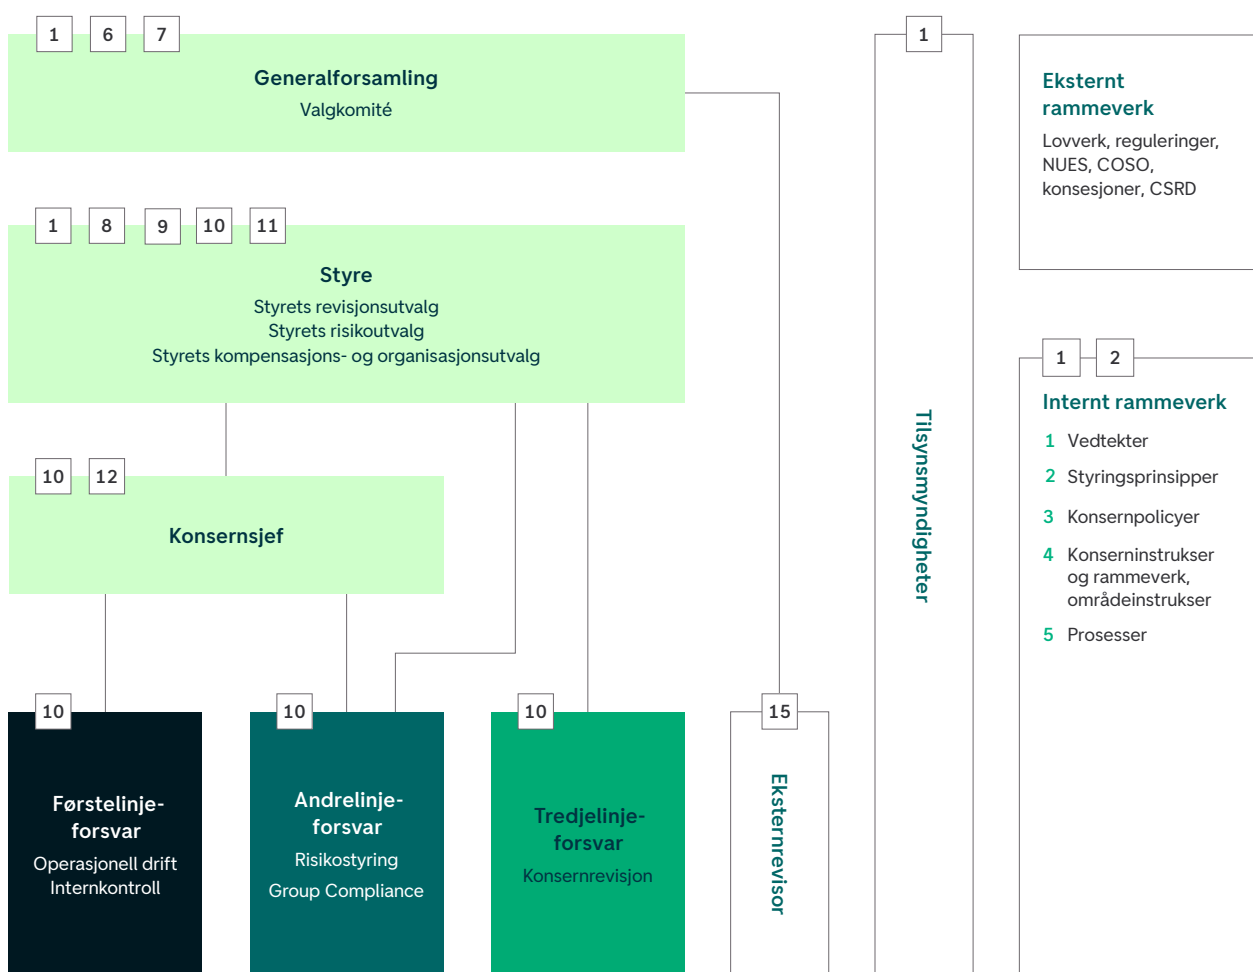 1 6 7
Generalforsamling
Valgkomité
1 8 9 10 11
Styre
Styrets revisjonsutvalg
Styrets risikoutvalg
Styrets kompensasjons- og organisasjonsutvalg
10 12
Konsernsjef
10
Førstelinje-
forsvar
Operasjonell drift
Internkontroll
10
Andrelinje-
forsvar
Risikostyring
Group Compliance
10
Tredjelinje-
forsvar
Konsernrevisjon
15
Eksternrevisor
1
Tilsynsmyndigheter
Eksternt
rammeverk
Lovverk, reguleringer,
NUES, COSO,
konsesjoner, CSRD
1 2
Internt rammeverk
1 Vedtekter
2 Styringsprinsipper
3 Konsernpolicyer
4 Konserninstrukser
og rammeverk,
områdeinstrukser
5 Prosesser